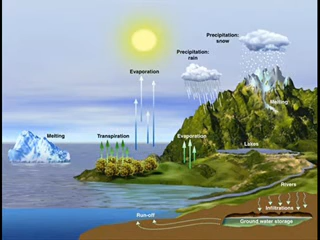 Precipitation:
snow
Precipitation:
rain
Evaporation
Melting
Melting
Transpiration
Evaporation
Lakes
Rivers
Infiltrations
Run-off
Ground water storage